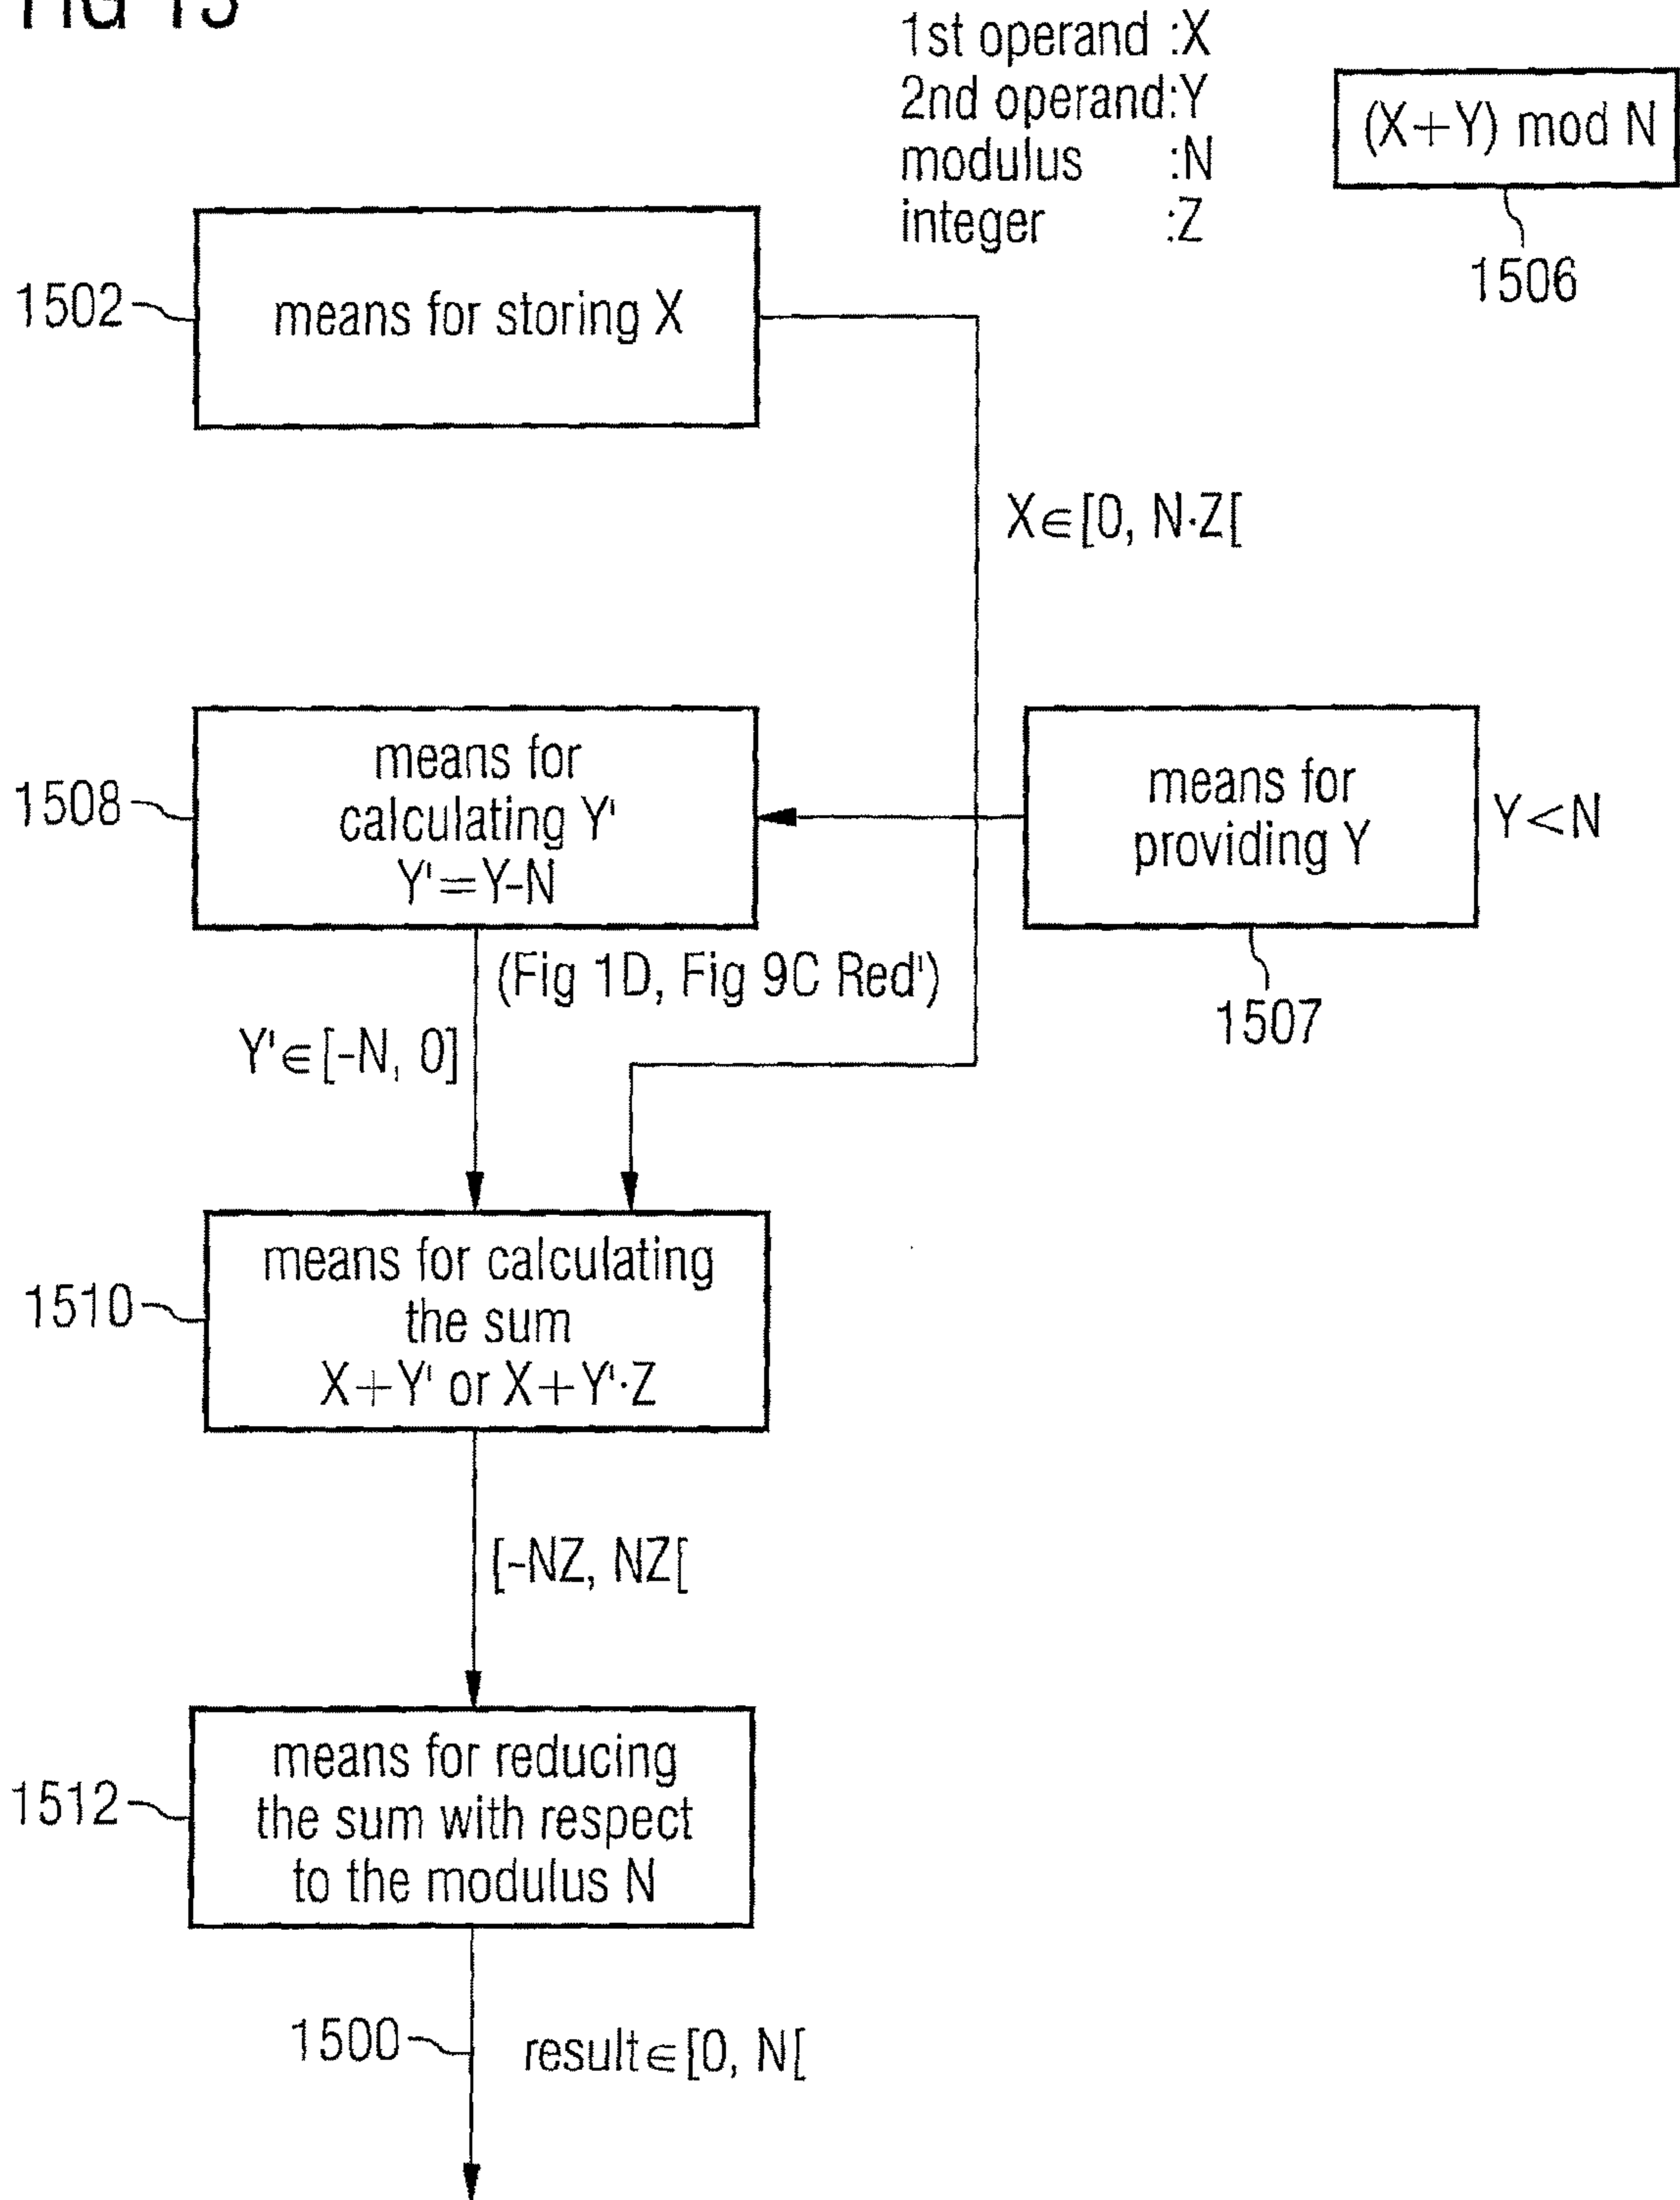 FIG 15
1st operand :X
2nd operand:Y
modulus :N
integer :Z
(X+Y) mod N
1506
1502
means for storing X
X∈[0, N·Z[
1508
means for
calculating Y'
Y'=Y-N
means for
providing Y
Y<N
1507
(Fig 1D, Fig 9C Red')
Y'∈[-N, 0]
1510
means for calculating
the sum
X+Y' or X+Y'·Z
[-NZ, NZ[
1512
means for reducing
the sum with respect
to the modulus N
1500
result∈[0, N[